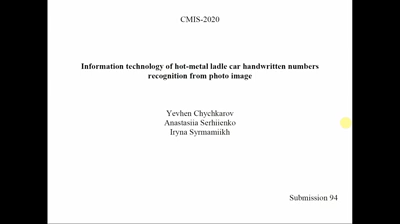 CMIS-2020
Information technology of hot-metal ladle car handwritten numbers
recognition from photo image
Yevhen Chychkarov
Anastasiia Serhiienko
Iryna Syrmamiikh
Submission 94